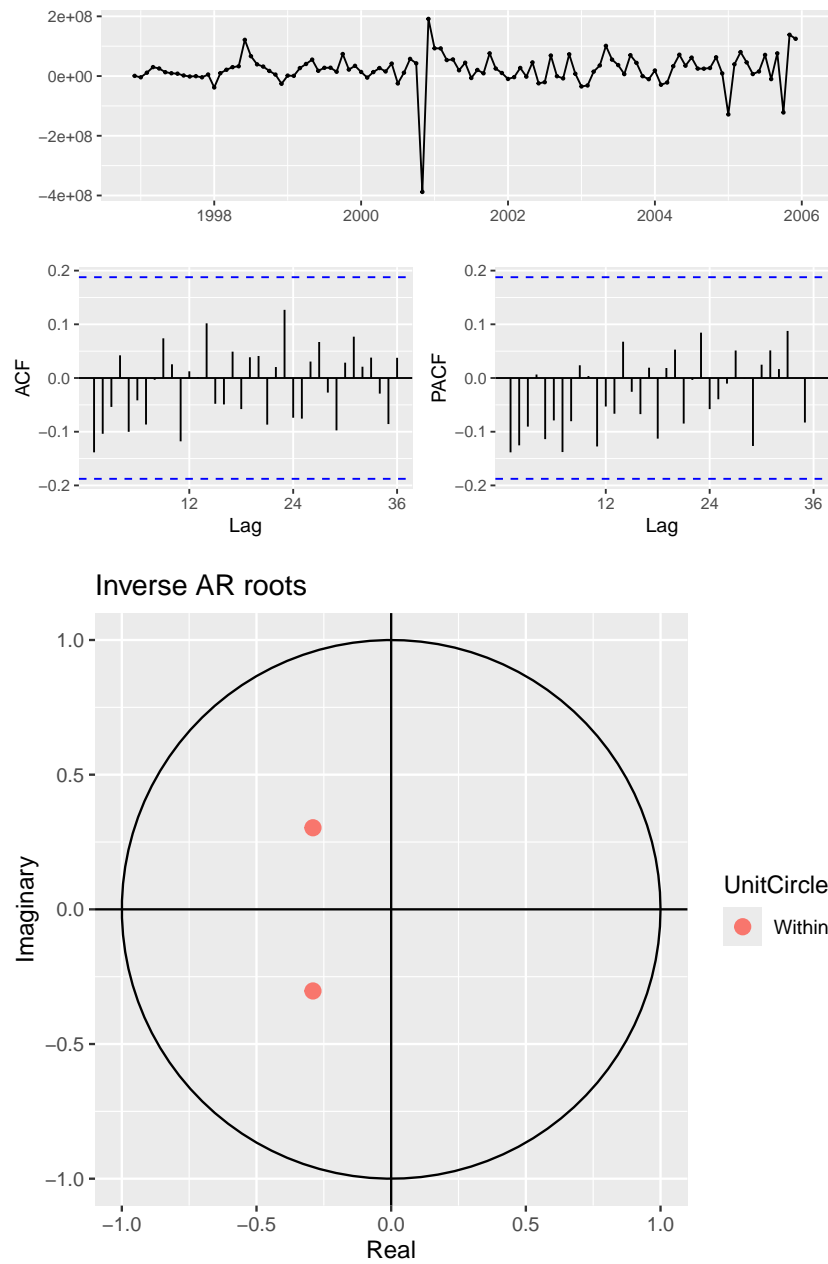 2e+08
0e+00
−2e+08
−4e+08
1998 2000 2002 2004 2006
0.2
0.1
0.0
−0.1
−0.2
ACF
12 24 36
Lag
0.2
0.1
0.0
−0.1
−0.2
PACF
12 24 36
Lag
Inverse AR roots
1.0
0.5
0.0
−0.5
−1.0
Imaginary
−1.0 −0.5 0.0 0.5 1.0
Real
UnitCircle
Within